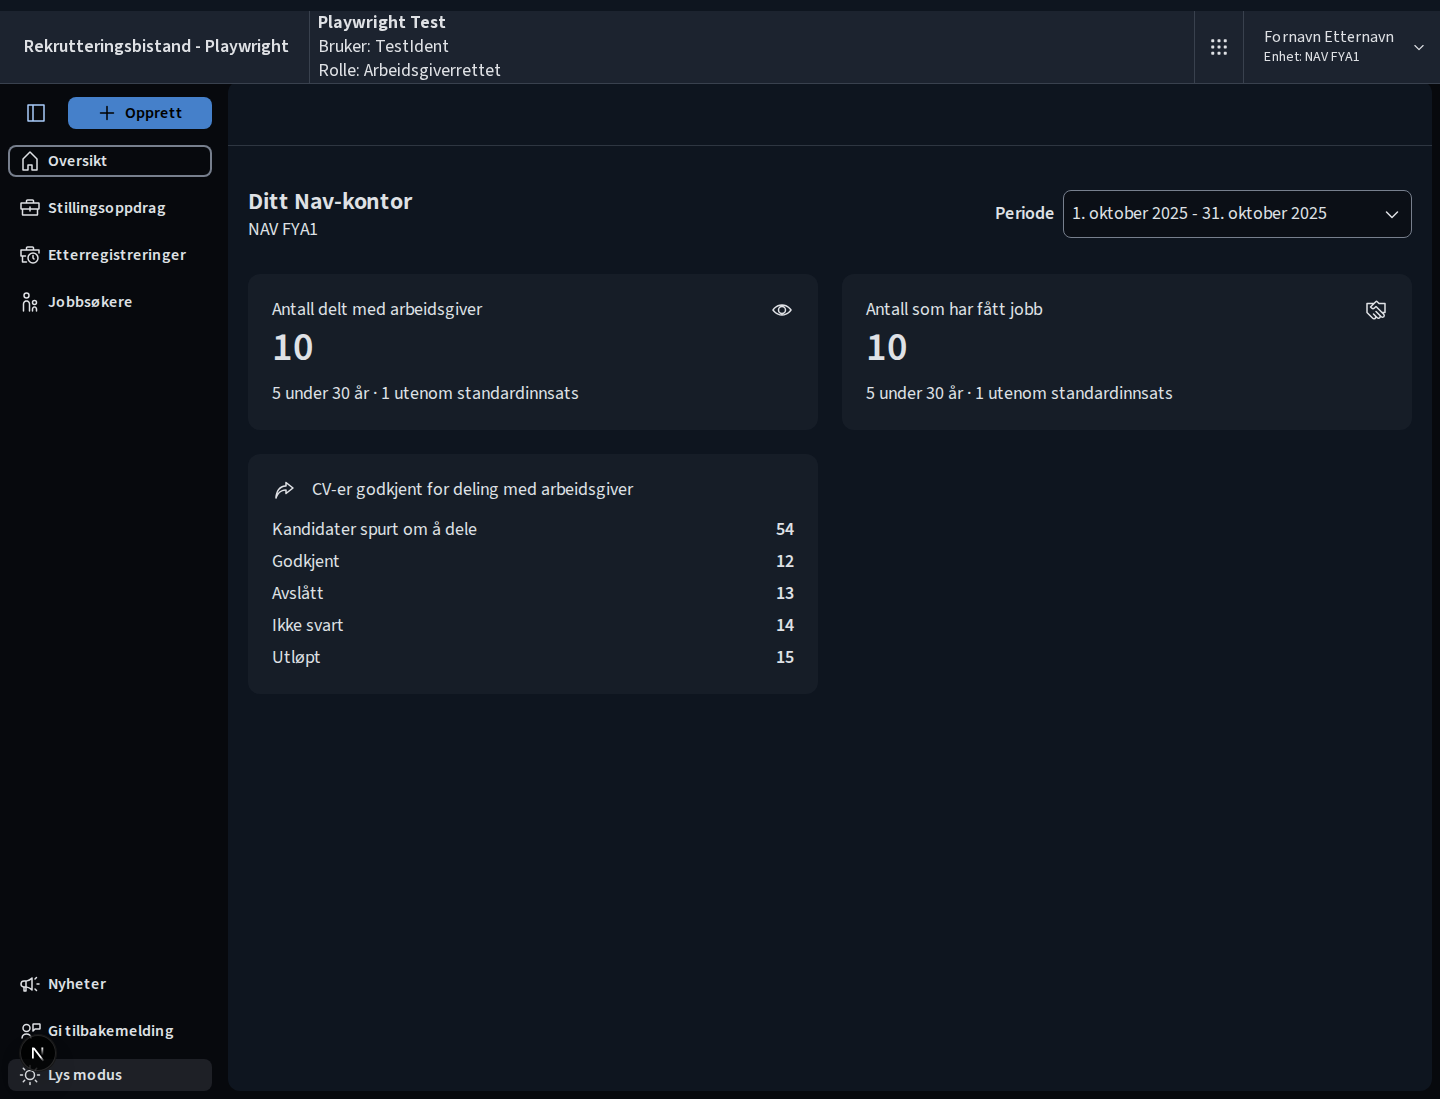 Rekrutteringsbistand - Playwright
Playwright Test
Bruker: TestIdent
Rolle: Arbeidsgiverrettet
Fornavn Etternavn
Enhet: NAV FYA1
Opprett
Oversikt
Stillingsoppdrag
Etterregistreringer
Jobbsøkere
Ditt Nav-kontor
NAV FYA1
Periode
1. oktober 2025 - 31. oktober 2025
Antall delt med arbeidsgiver
10
5 under 30 år · 1 utenom standardinnsats
Antall som har fått jobb
10
5 under 30 år · 1 utenom standardinnsats
CV-er godkjent for deling med arbeidsgiver
Kandidater spurt om å dele 54
Godkjent 12
Avslått 13
Ikke svart 14
Utløpt 15
Nyheter
Gi tilbakemelding
N
Lys modus